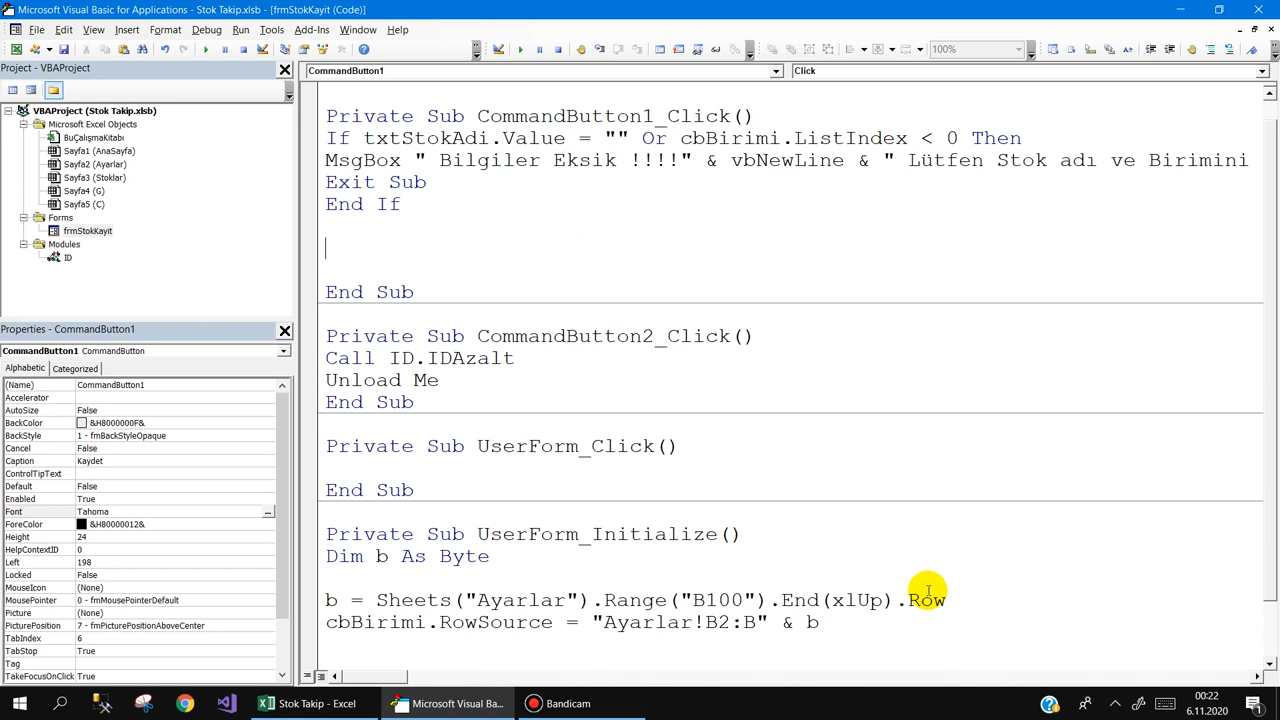 Microsoft Visual Basic for Applications - Stok Takip.xlsb - [frmStokKayit (Code)]
File Edit View Insert Format Debug Run Tools Add-Ins Window Help
100%
Project - VBAProject
VBAProject (Stok Takip.xlsb)
Microsoft Excel Objects
BuÇalışmaKitabı
Sayfa1 (AnaSayfa)
Sayfa2 (Ayarlar)
Sayfa3 (Stoklar)
Sayfa4 (G)
Sayfa5 (C)
Forms
frmStokKayit
Modules
ID
Properties - CommandButton1
CommandButton1 CommandButton
Alphabetic Categorized
(Name) CommandButton1
Accelerator
AutoSize False
BackColor &H8000000F&
BackStyle 1 - fmBackStyleOpaque
Cancel False
Caption Kaydet
ControlTipText
Default False
Enabled True
Font Tahoma ...
ForeColor &H80000012&
Height 24
HelpContextID 0
Left 198
Locked False
MouseIcon (None)
MousePointer 0 - fmMousePointerDefault
Picture (None)
PicturePosition 7 - fmPicturePositionAboveCenter
TabIndex 6
TabStop True
Tag
TakeFocusOnClick True
CommandButton1 Click
Private Sub CommandButton1_Click()
If txtStokAdi.Value = "" Or cbBirimi.ListIndex < 0 Then
MsgBox " Bilgiler Eksik !!!!" & vbNewLine & " Lütfen Stok adı ve Birimini
Exit Sub
End If
End Sub
Private Sub CommandButton2_Click()
Call ID.IDAzalt
Unload Me
End Sub
Private Sub UserForm_Click()
End Sub
Private Sub UserForm_Initialize()
Dim b As Byte
b = Sheets("Ayarlar").Range("B100").End(xlUp).Row
cbBirimi.RowSource = "Ayarlar!B2:B" & b
Stok Takip - Excel
Microsoft Visual Ba...
Bandicam
00:22
6.11.2020